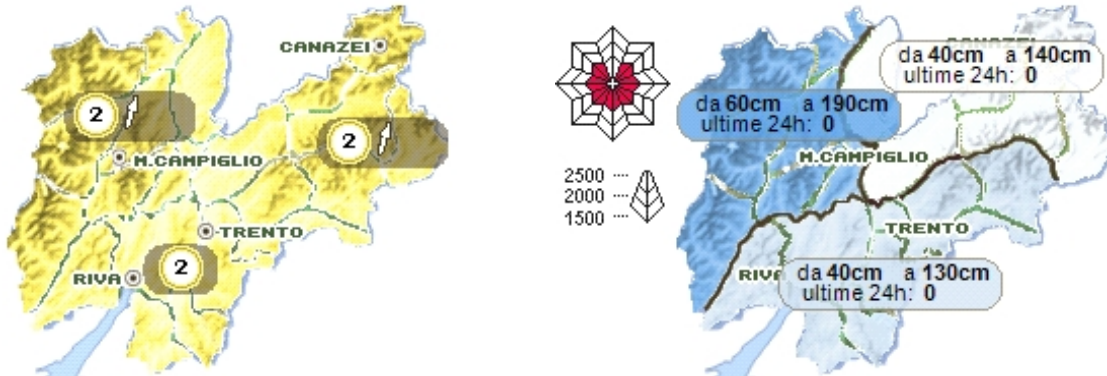 CANAZEI
2
2
M.CAMPIGLIO
TRENTO
2
RIVA
2500
2000
1500
CANAZEI
da 40cm a 140cm
ultime 24h: 0
da 60cm a 190cm
ultime 24h: 0
M.CAMPIGLIO
TRENTO
RIVA
da 40cm a 130cm
ultime 24h: 0